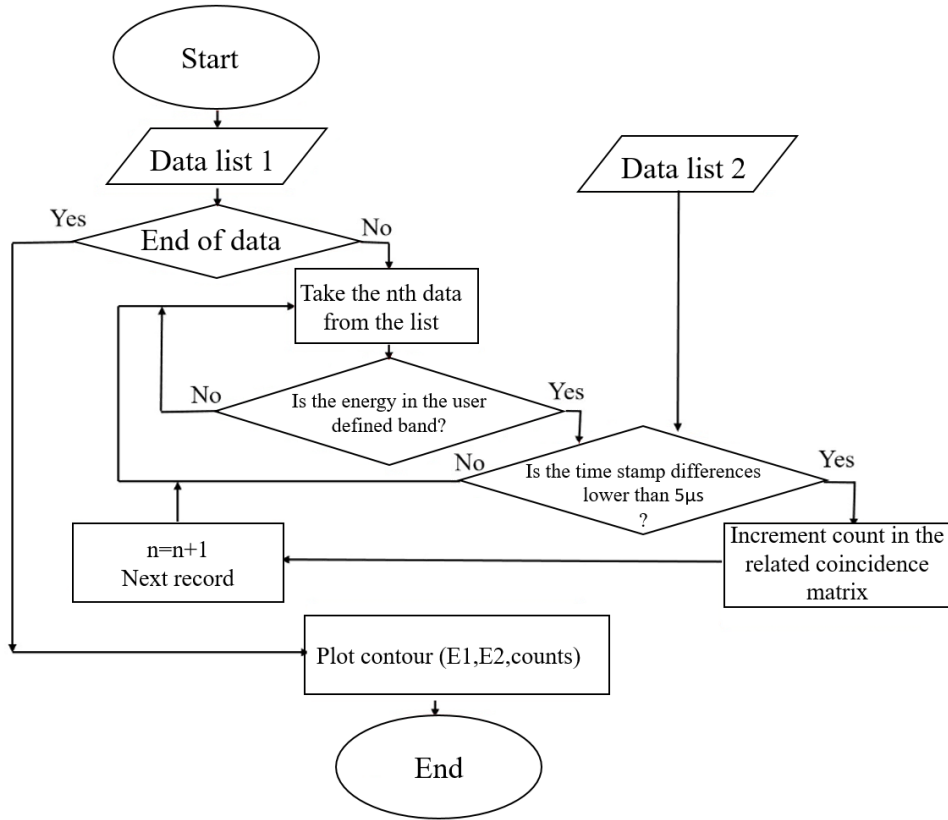 Start
Data list 1
Data list 2
Yes
End of data
No
Take the nth data
from the list
No
Is the energy in the user
defined band?
Yes
No
Is the time stamp differences
lower than 5μs
?
Yes
Increment count in the
related coincidence
matrix
n=n+1
Next record
Plot contour (E1,E2,counts)
End